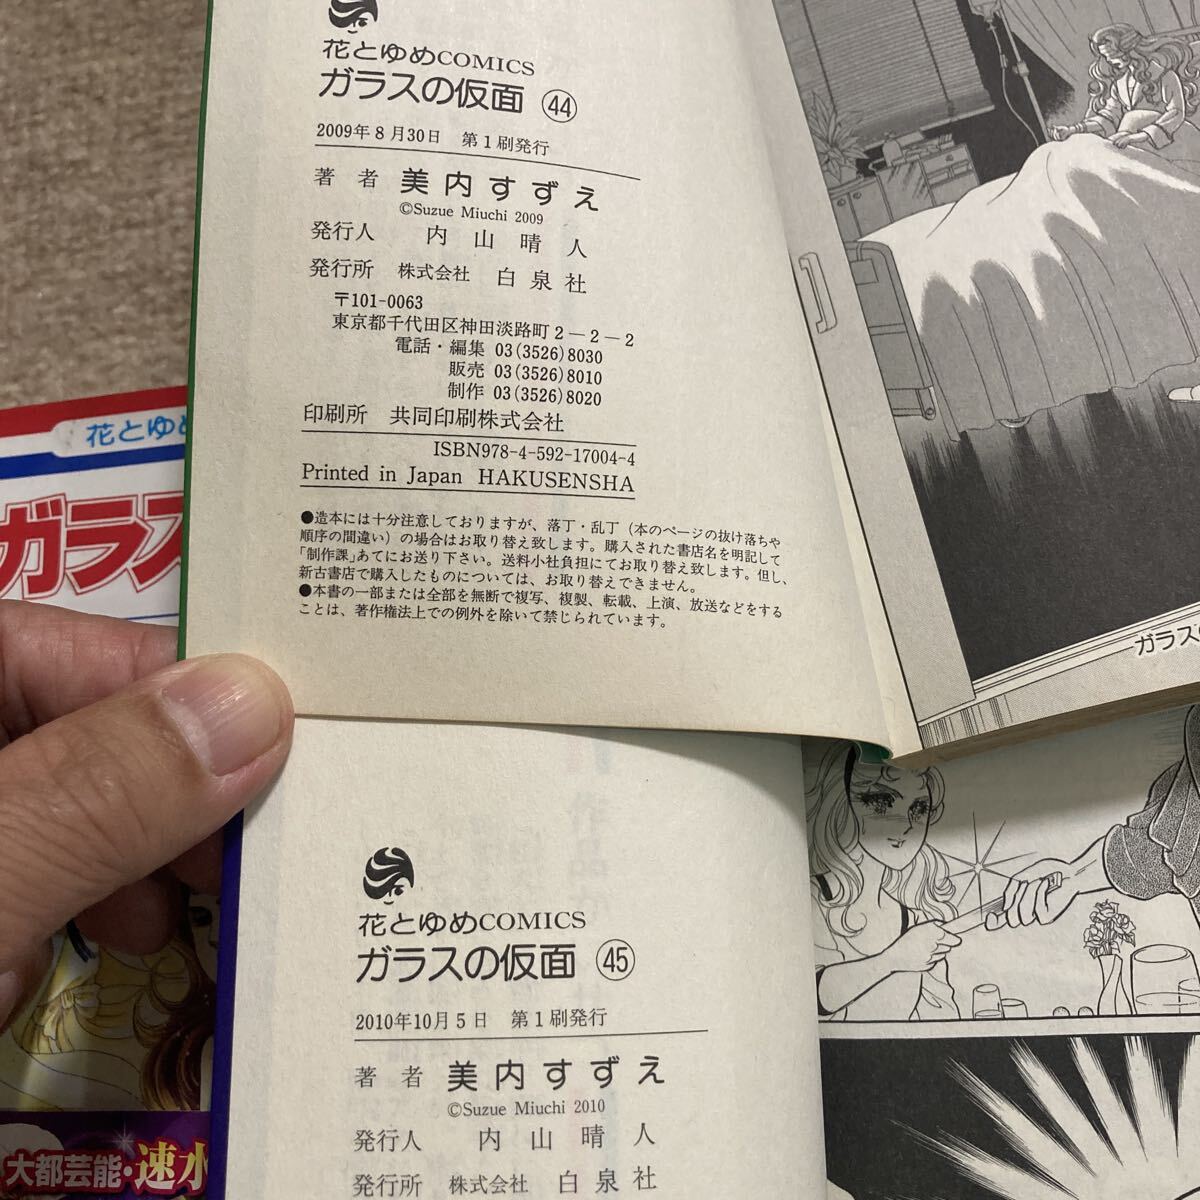 花とゆめCOMICS
ガラスの仮面 ㊹
2009年8月30日 第1刷発行
著者 美内すずえ
©Suzue Miuchi 2009
発行人 内山晴人
発行所 株式会社 白泉社
〒101-0063
東京都千代田区神田淡路町2－2－2
電話・編集 03(3526)8030
販売 03(3526)8010
制作 03(3526)8020
印刷所 共同印刷株式会社
ISBN978-4-592-17004-4
Printed in Japan HAKUSENSHA
●造本には十分注意しておりますが、落丁・乱丁（本のページの抜け落ちや
順序の間違い）の場合はお取り替え致します。購入された書店名を明記して
「制作課」あてにお送り下さい。送料小社負担にてお取り替え致します。但し、
新古書店で購入したものについては、お取り替えできません。
●本書の一部または全部を無断で複写、複製、転載、上演、放送などをする
ことは、著作権法上での例外を除いて禁じられています。
ガラス
花とゆめ
ガラス
花とゆめCOMICS
ガラスの仮面 ㊺
2010年10月5日 第1刷発行
著者 美内すずえ
©Suzue Miuchi 2010
発行人 内山晴人
発行所 株式会社 白泉社
大都芸能・速水